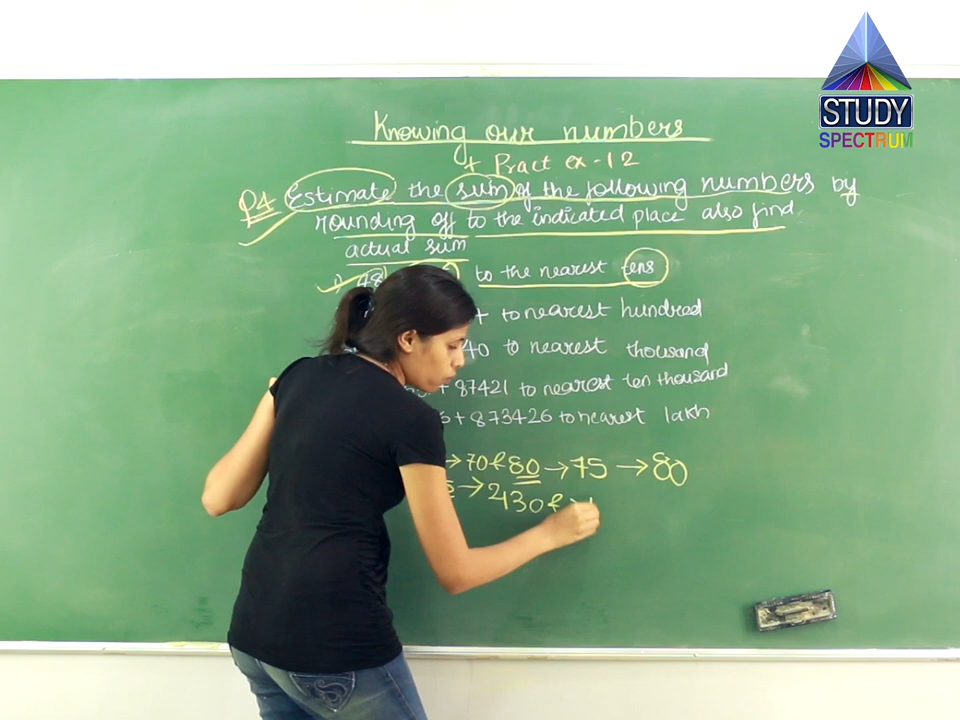 STUDY
SPECTRUM
Knowing our numbers
Pract ex-1.2
Q4 Estimate the sum of the following numbers by
rounding off to the indicated place also find
actual sum
to the nearest tens
to nearest hundred
40 to nearest thousand
+ 87421 to nearest ten thousand
+ 873426 to nearest lakh
→ 70 & 80 → 75 → 80
→ 2430 &